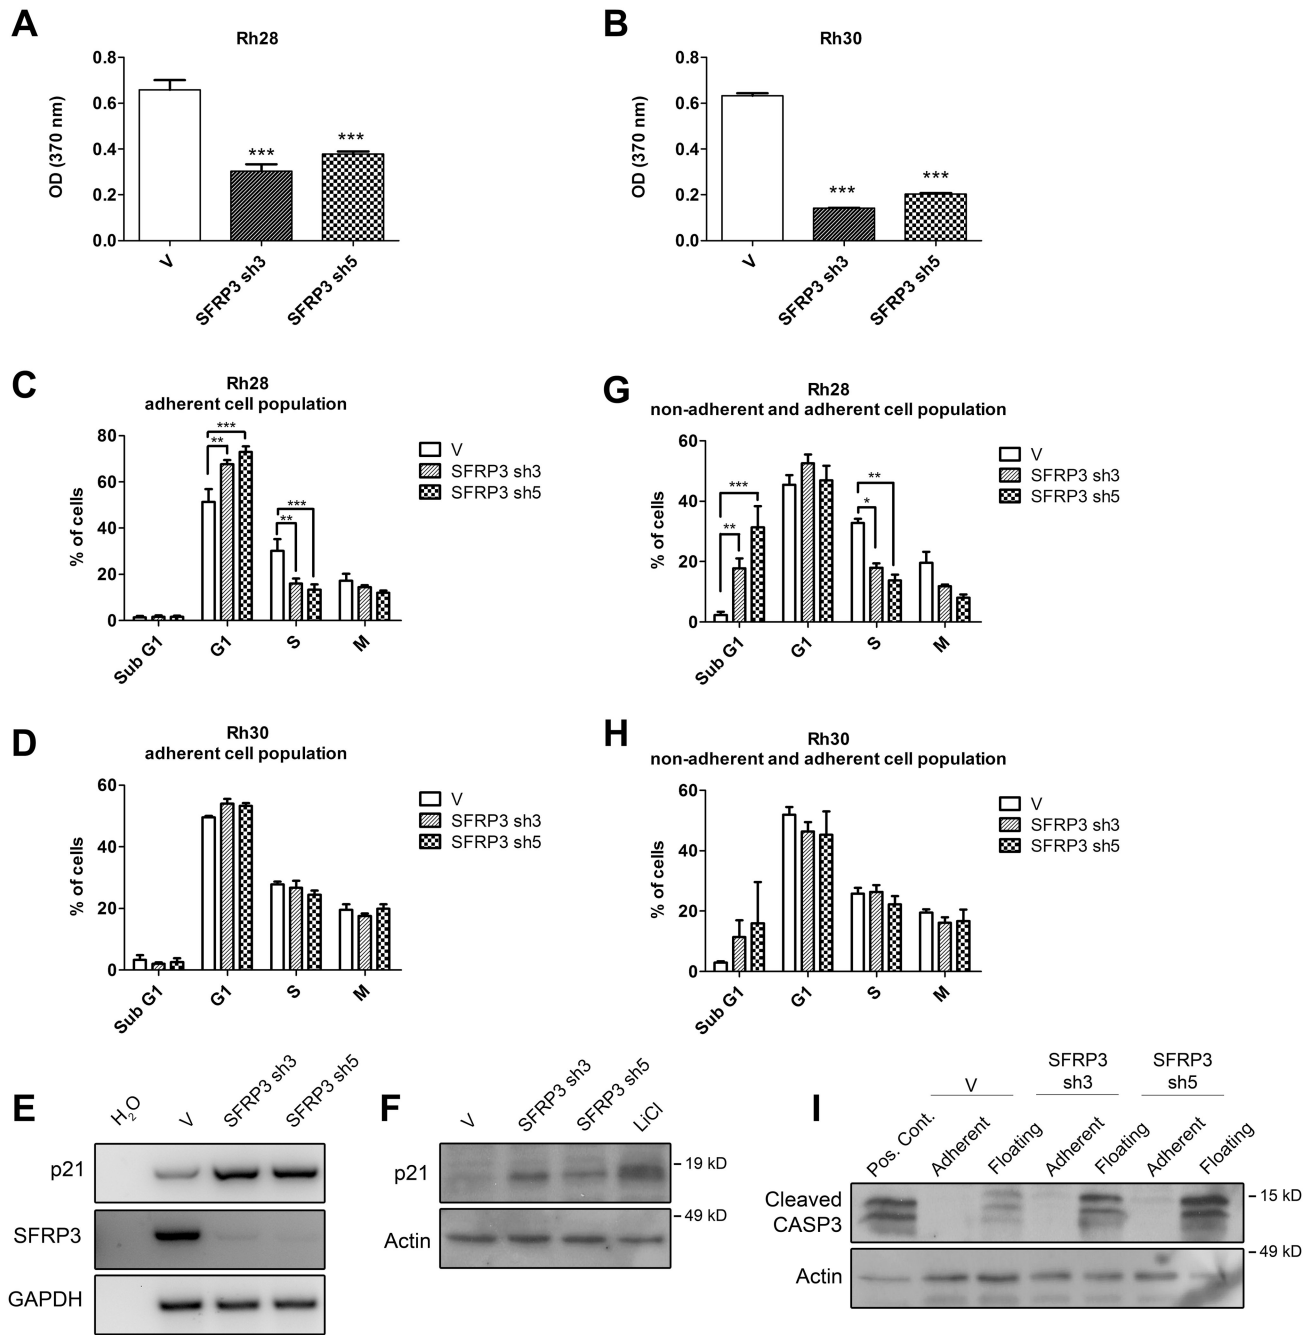 A
Rh28
0.8
0.6
0.4
0.2
0.0
OD (370 nm)
***
***
V
SFRP3 sh3
SFRP3 sh5
B
Rh30
0.8
0.6
0.4
0.2
0.0
OD (370 nm)
***
***
V
SFRP3 sh3
SFRP3 sh5
C
Rh28
adherent cell population
80
60
40
20
0
% of cells
***
**
***
**
Sub G1
G1
S
M
V
SFRP3 sh3
SFRP3 sh5
G
Rh28
non-adherent and adherent cell population
60
40
20
0
% of cells
***
**
**
*
Sub G1
G1
S
M
V
SFRP3 sh3
SFRP3 sh5
D
Rh30
adherent cell population
60
40
20
0
% of cells
Sub G1
G1
S
M
V
SFRP3 sh3
SFRP3 sh5
H
Rh30
non-adherent and adherent cell population
60
40
20
0
% of cells
Sub G1
G1
S
M
V
SFRP3 sh3
SFRP3 sh5
E
H₂O
V
SFRP3 sh3
SFRP3 sh5
p21
SFRP3
GAPDH
F
V
SFRP3 sh3
SFRP3 sh5
LiCl
p21
Actin
19 kD
49 kD
I
V
SFRP3
sh3
SFRP3
sh5
Pos. Cont.
Adherent
Floating
Adherent
Floating
Adherent
Floating
Cleaved
CASP3
Actin
15 kD
49 kD